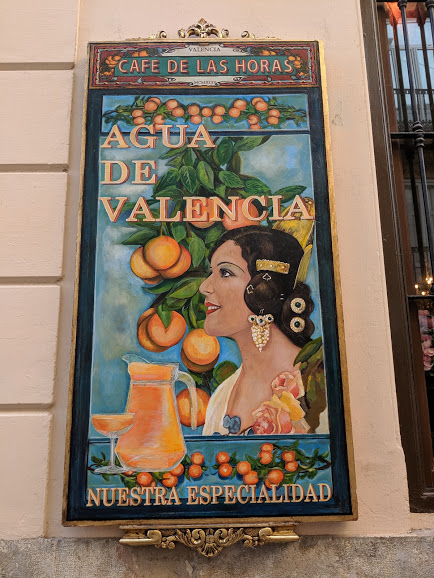 VALENCIA
CAFE DE LAS HORAS
AGUA
DE
VALENCIA
NUESTRA ESPECIALIDAD